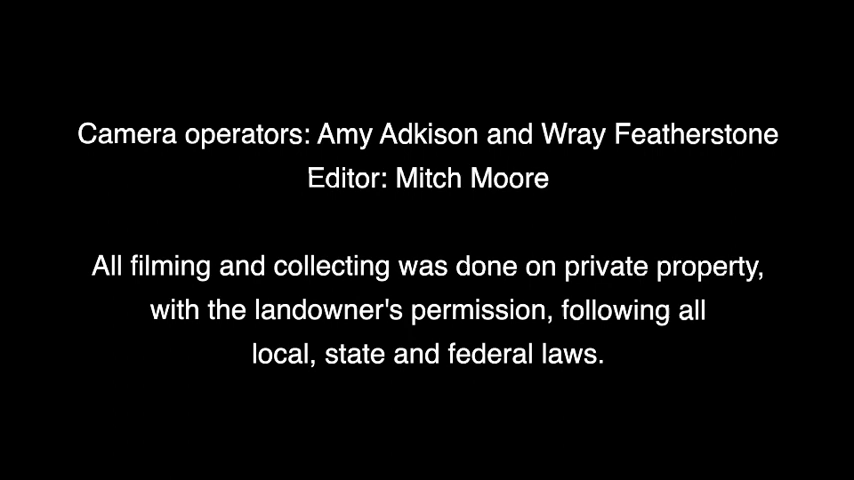 Camera operators: Amy Adkison and Wray Featherstone
Editor: Mitch Moore
All filming and collecting was done on private property,
with the landowner's permission, following all
local, state and federal laws.